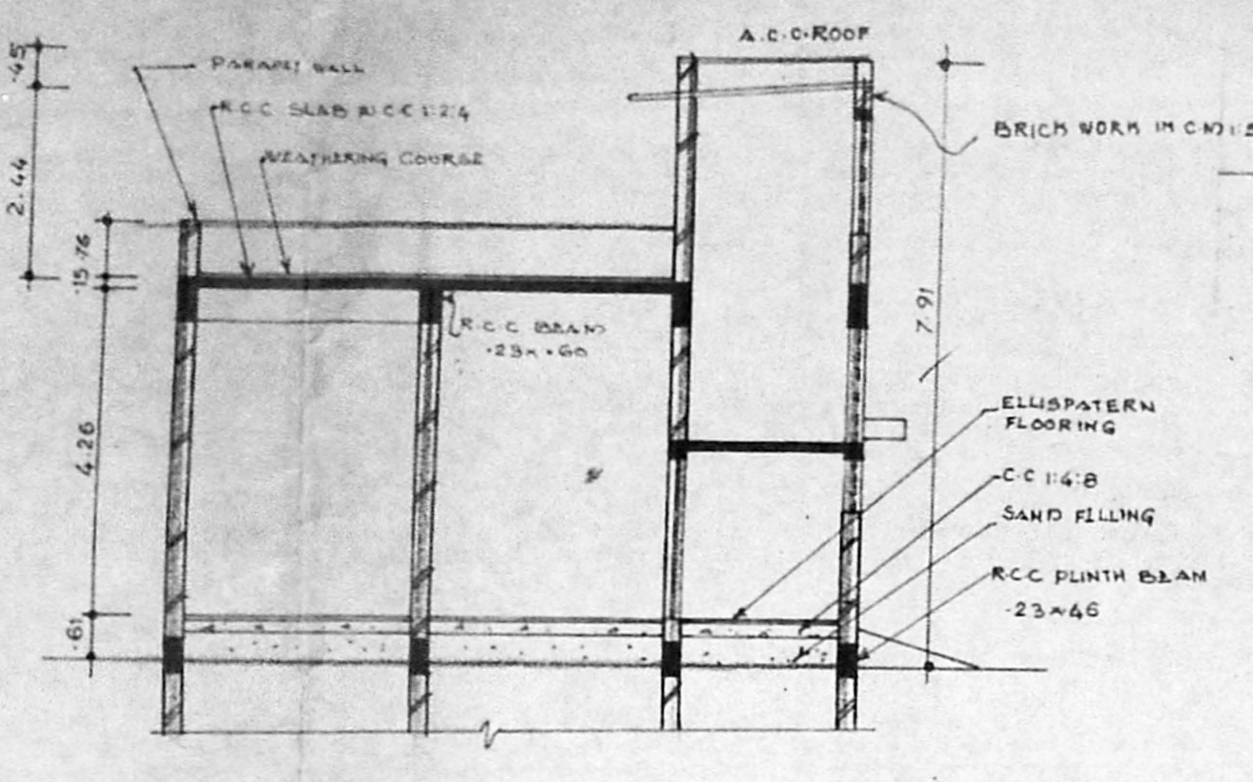 A.C.C. ROOF
.45
PARAPET WALL
R.C.C SLAB IN C.C 1:2:4
BRICK WORK IN C.M 1:5
WEATHERING COURSE
2.44
.76
.15
7.91
R.C.C BEAM
.23 x .60
ELLISPATERN
FLOORING
4.26
C.C 1:4:8
SAND FILLING
R.C.C PLINTH BEAM
.23 x 46
.61